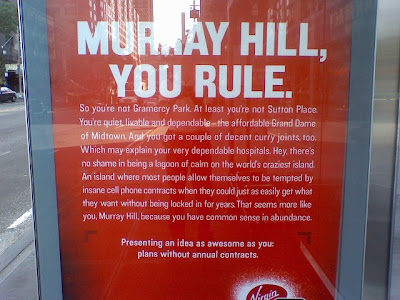 MURRAY HILL,
YOU RULE.
So you're not Gramercy Park. At least you're not Sutton Place.
You're quiet, livable and dependable - the affordable Grand Dame
of Midtown. And you got a couple of decent curry joints, too.
Which may explain your very dependable hospitals. Hey, there's
no shame in being a lagoon of calm on the world's craziest island.
An island where most people allow themselves to be tempted by
insane cell phone contracts when they could just as easily get what
they want without being locked in for years. That seems more like
you, Murray Hill, because you have common sense in abundance.
Presenting an idea as awesome as you:
plans without annual contracts.
Virgin